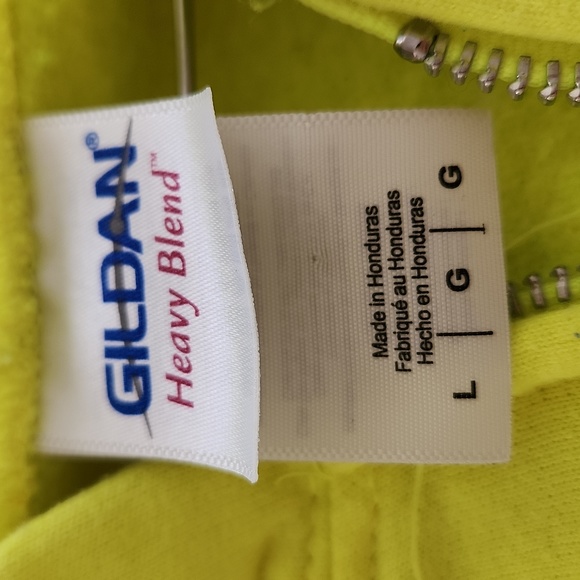 GILDAN®
Heavy Blend™
Made in Honduras
Fabriqué au Honduras
Hecho en Honduras
L | G | G